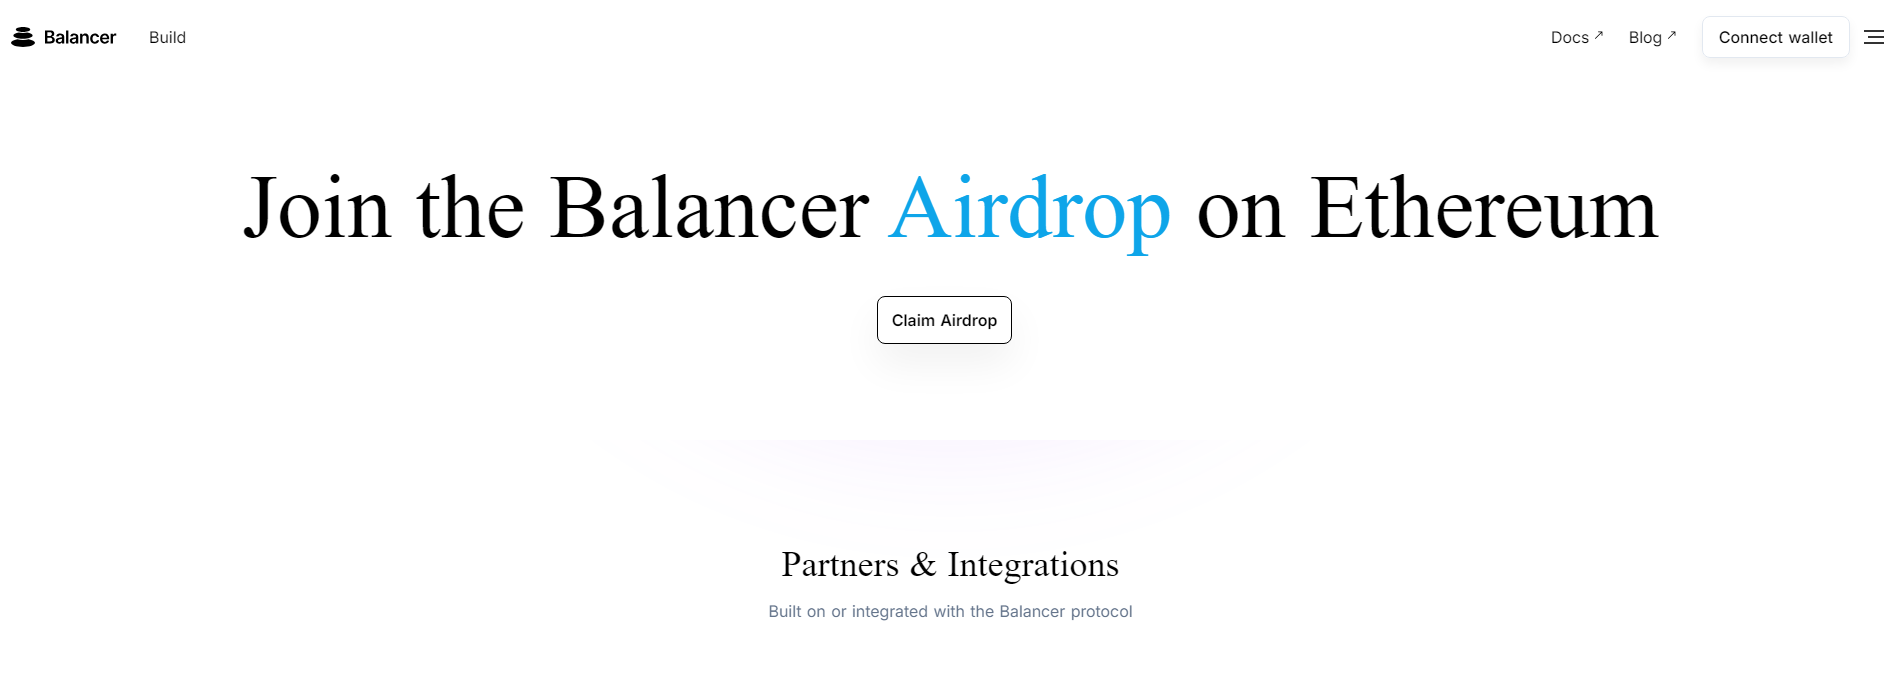 Balancer Build Docs ↗ Blog ↗ Connect wallet
Join the Balancer Airdrop on Ethereum
Claim Airdrop
Partners & Integrations
Built on or integrated with the Balancer protocol